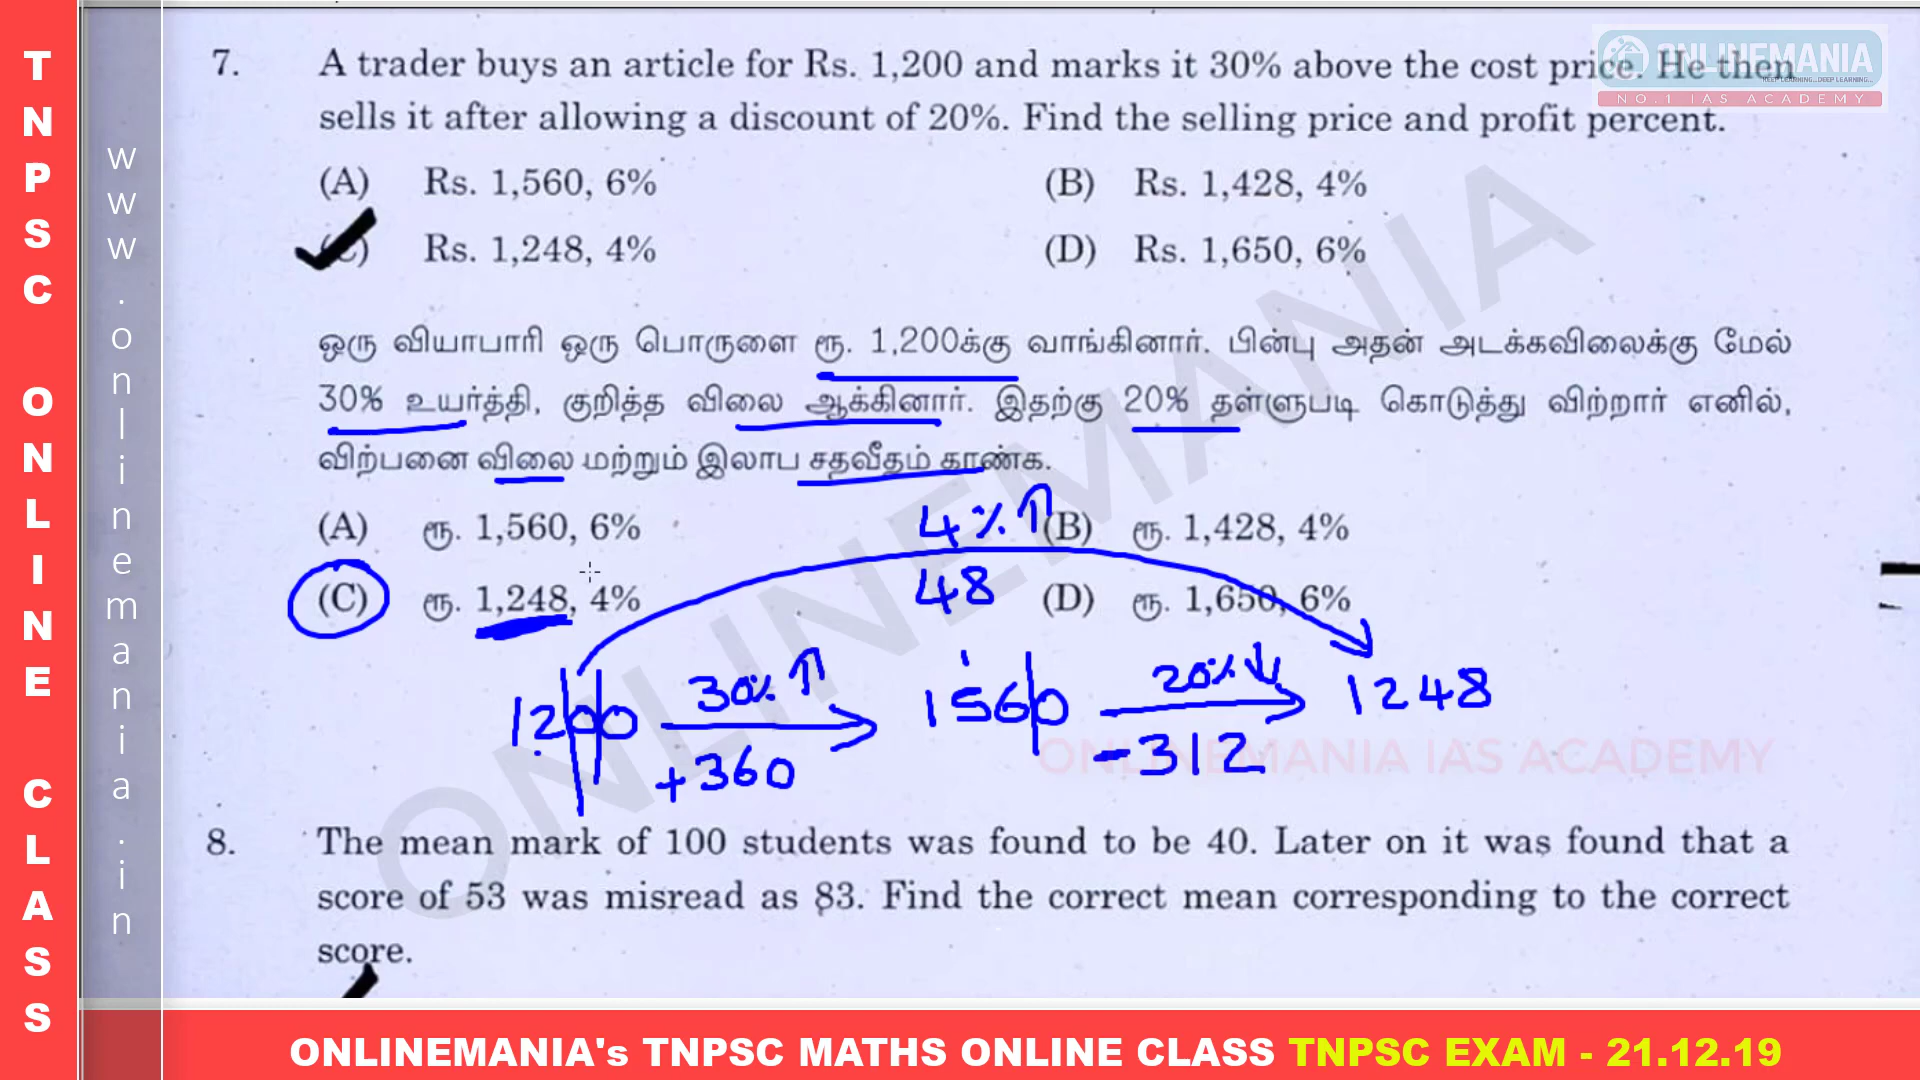 TNPSC ONLINE CLASS
www.onlinemania.in
ONLINEMANIA
KEEP LEARNING...DEEP LEARNING...
NO.1 IAS ACADEMY
7. A trader buys an article for Rs. 1,200 and marks it 30% above the cost price. He then
sells it after allowing a discount of 20%. Find the selling price and profit percent.
(A) Rs. 1,560, 6% (B) Rs. 1,428, 4%
(C) Rs. 1,248, 4% (D) Rs. 1,650, 6%
ஒரு வியாபாரி ஒரு பொருளை ரூ. 1,200க்கு வாங்கினார். பின்பு அதன் அடக்கவிலைக்கு மேல்
30% உயர்த்தி, குறித்த விலை ஆக்கினார். இதற்கு 20% தள்ளுபடி கொடுத்து விற்றார் எனில்,
விற்பனை விலை மற்றும் இலாப சதவீதம் காண்க.
(A) ரூ. 1,560, 6% (B) ரூ. 1,428, 4%
(C) ரூ. 1,248, 4% (D) ரூ. 1,650, 6%
4% ↑
48
1200 30% ↑ 1560 20% ↓ 1248
+360 -312
ONLINEMANIA
ONLINEMANIA IAS ACADEMY
8. The mean mark of 100 students was found to be 40. Later on it was found that a
score of 53 was misread as 83. Find the correct mean corresponding to the correct
score.
ONLINEMANIA's TNPSC MATHS ONLINE CLASS TNPSC EXAM - 21.12.19